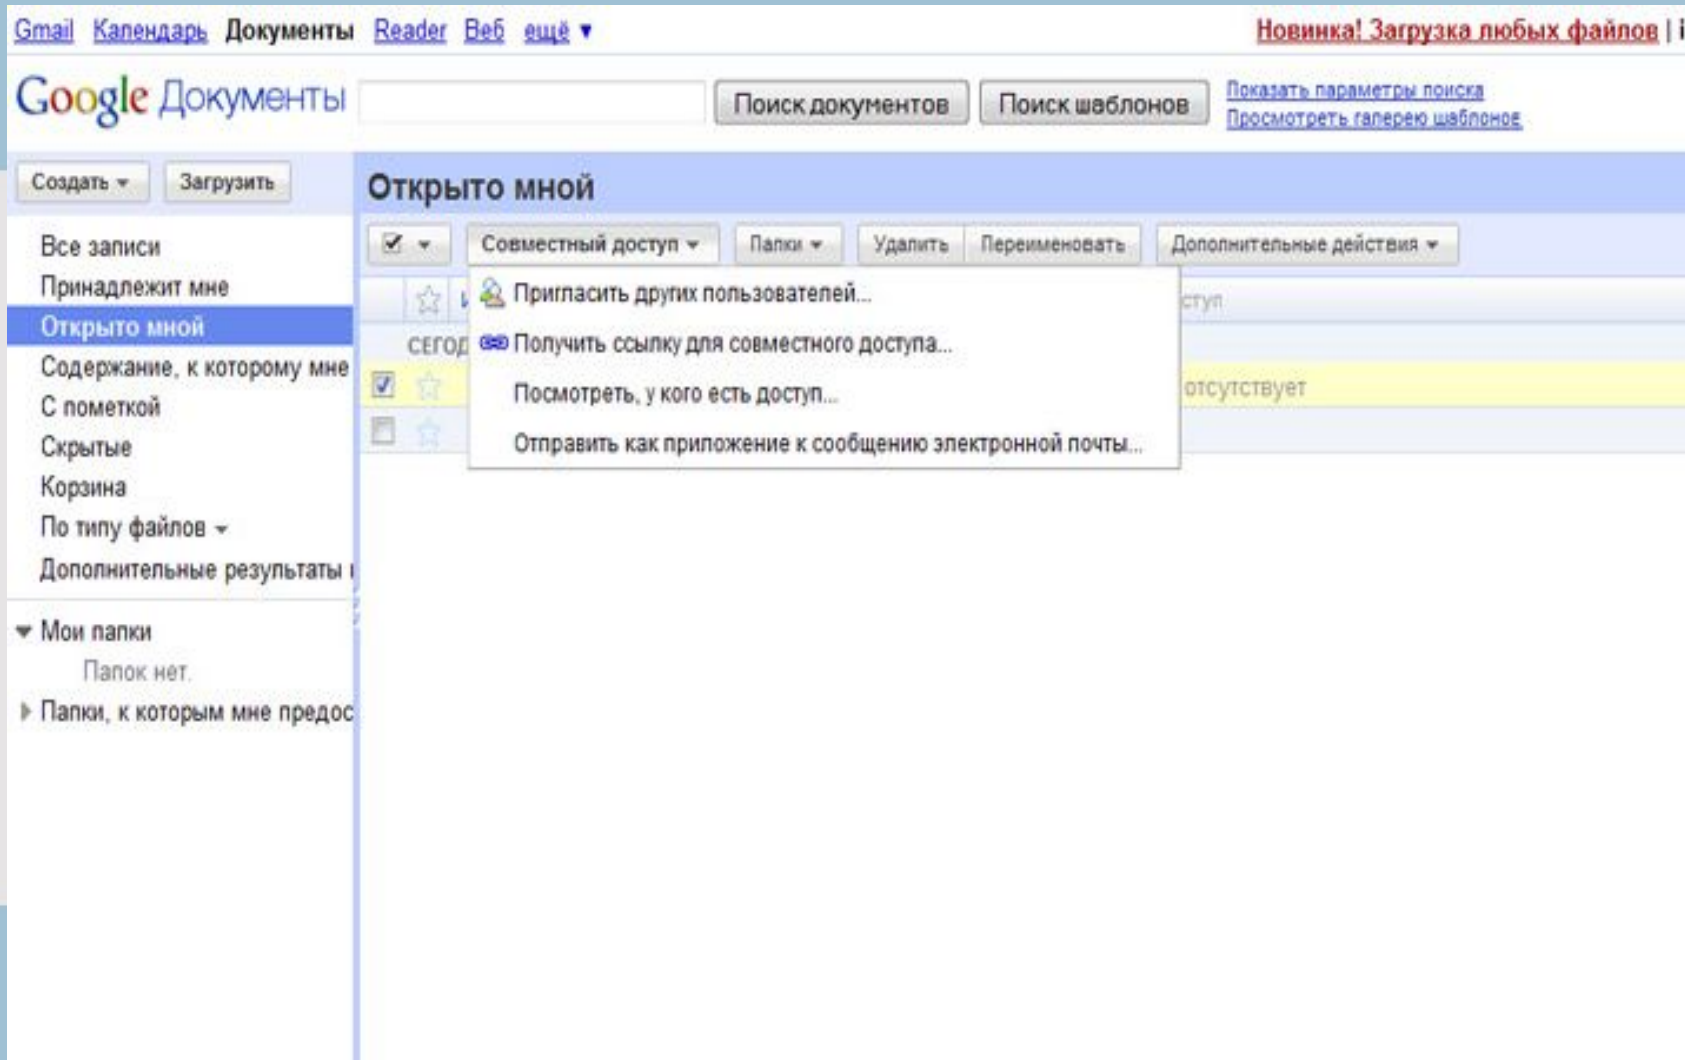 Gmail Календарь Документы Reader Веб ещё ▼ Новинка! Загрузка любых файлов | i
Google Документы Поиск документов Поиск шаблонов Показать параметры поиска
Просмотреть галерею шаблонов
Создать Загрузить
Открыто мной
Совместный доступ Папки Удалить Переименовать Дополнительные действия
Пригласить других пользователей...
Получить ссылку для совместного доступа...
Посмотреть, у кого есть доступ...
Отправить как приложение к сообщению электронной почты...
ступ
СЕГОД
отсутствует
Все записи
Принадлежит мне
Открыто мной
Содержание, к которому мне
С пометкой
Скрытые
Корзина
По типу файлов
Дополнительные результаты
Мои папки
Папок нет.
Папки, к которым мне предос